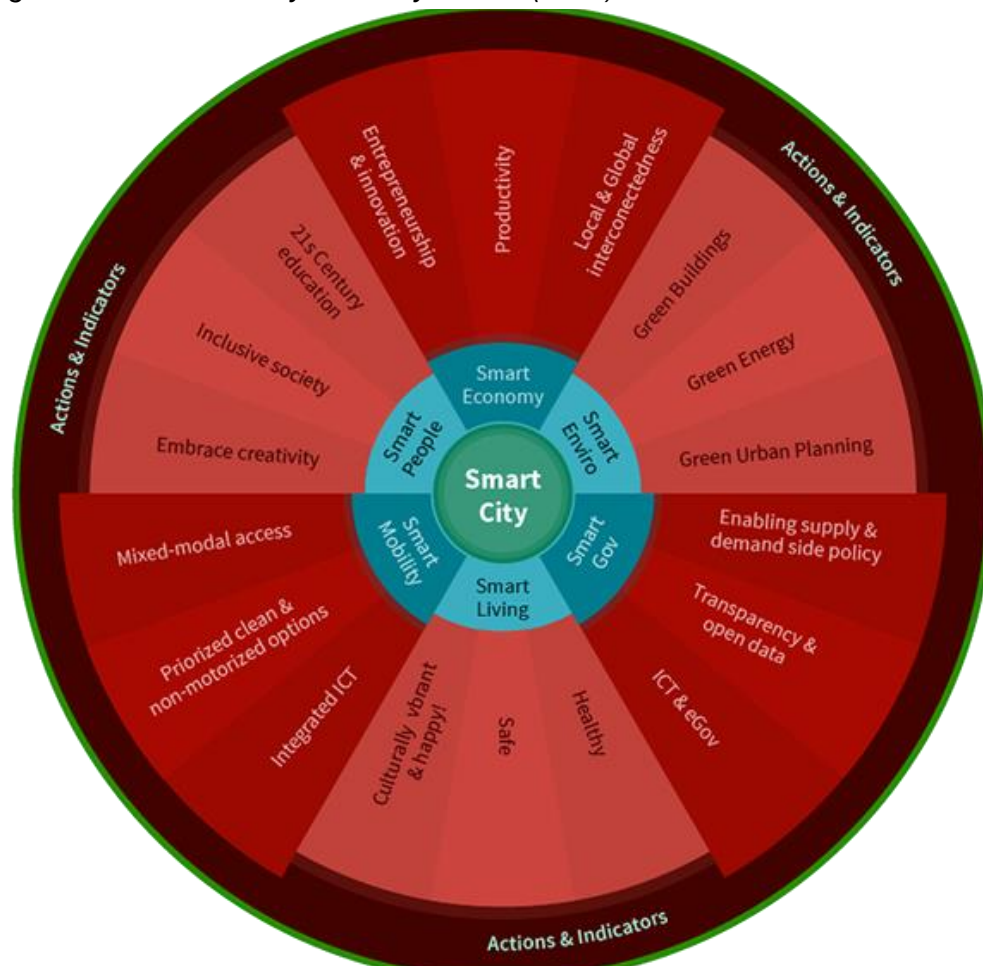 Entrepreneurship
& innovation
Productivity
Local & Global
interconnectedness
Actions & Indicators
Green Buildings
Green Energy
Green Urban Planning
21s Century
education
Inclusive society
Embrace creativity
Actions & Indicators
Smart
Economy
Smart
People
Smart
Enviro
Smart
City
Smart
Mobility
Smart
Gov
Smart
Living
Mixed-modal access
Priorized clean &
non-motorized options
Integrated ICT
Culturally vbrant
& happy!
Safe
Healthy
ICT & eGov
Transparency &
open data
Enabling supply &
demand side policy
Actions & Indicators